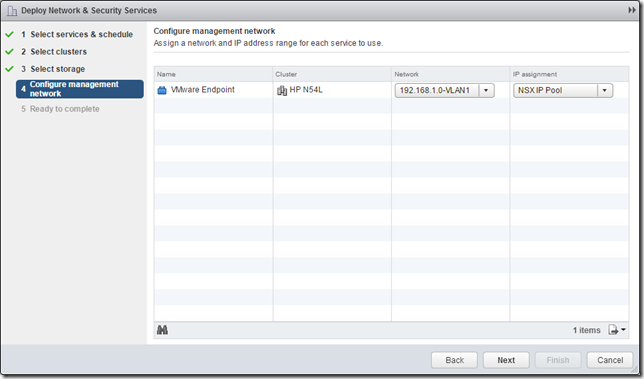 Deploy Network & Security Services
1 Select services & schedule
2 Select clusters
3 Select storage
4 Configure management
network
5 Ready to complete
Configure management network
Assign a network and IP address range for each service to use.
Name Cluster Network IP assignment
VMware Endpoint HP N54L 192.168.1.0-VLAN1 NSX IP Pool
1 items
Back Next Finish Cancel